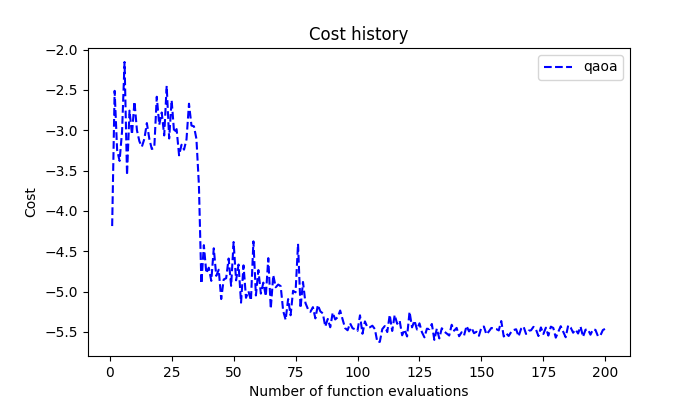 Cost history
qaoa
Cost
−2.0
−2.5
−3.0
−3.5
−4.0
−4.5
−5.0
−5.5
0 25 50 75 100 125 150 175 200
Number of function evaluations